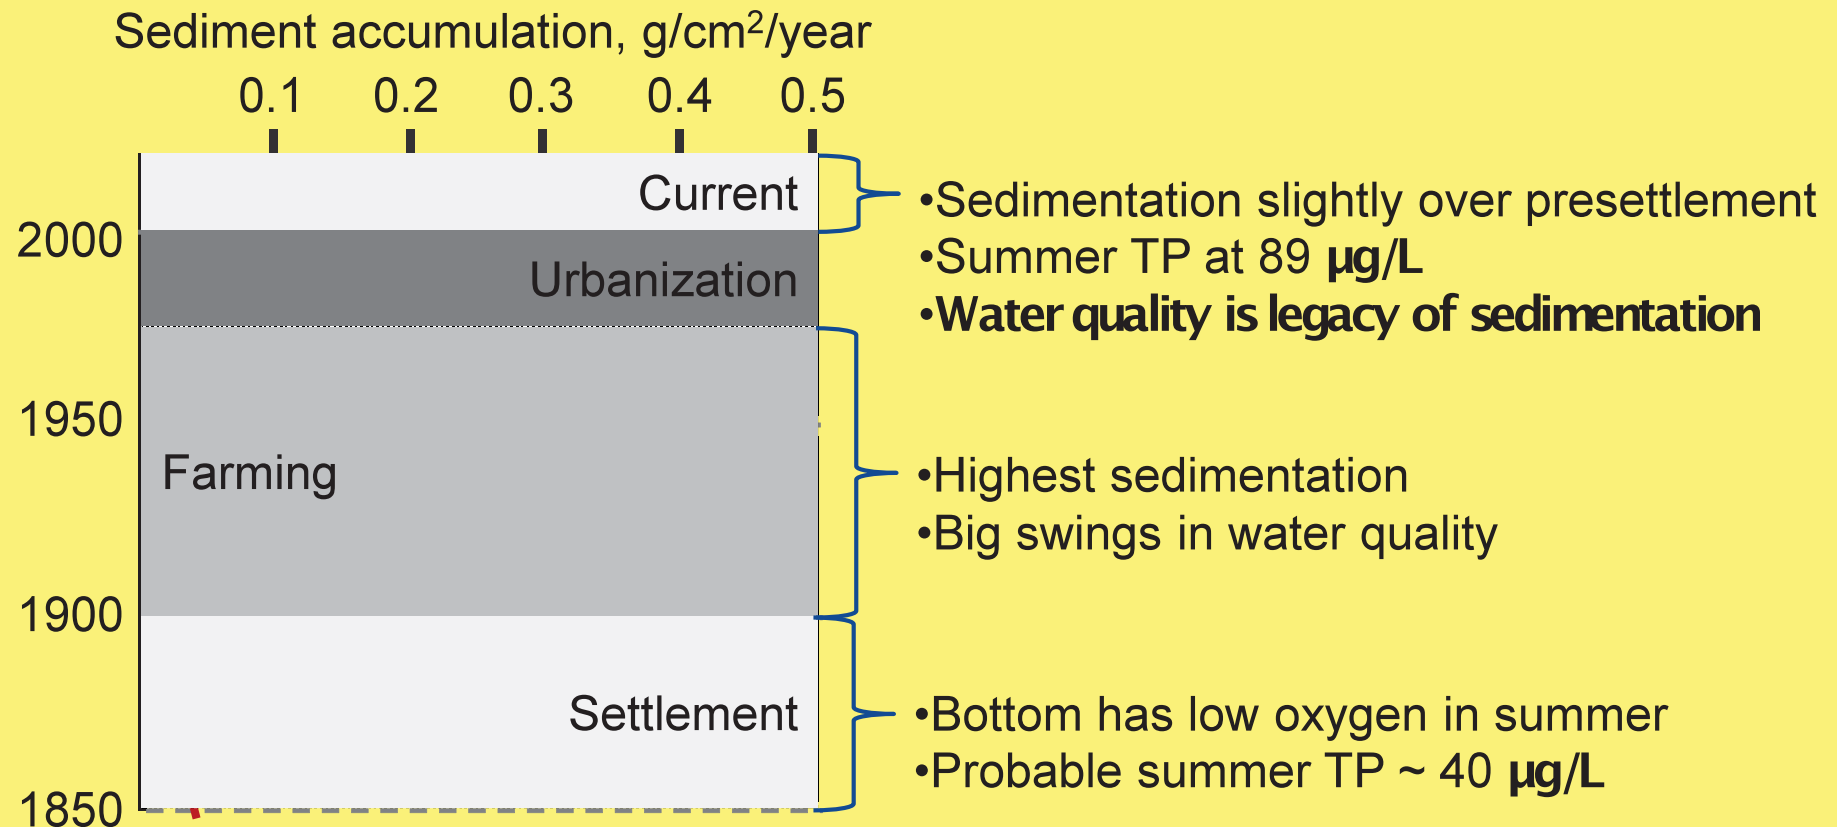 Sediment accumulation, g/cm²/year
0.1 0.2 0.3 0.4 0.5
Current
2000
Urbanization
•Sedimentation slightly over presettlement
•Summer TP at 89 µg/L
•Water quality is legacy of sedimentation
1950
Farming
•Highest sedimentation
•Big swings in water quality
1900
Settlement
•Bottom has low oxygen in summer
•Probable summer TP ~ 40 µg/L
1850